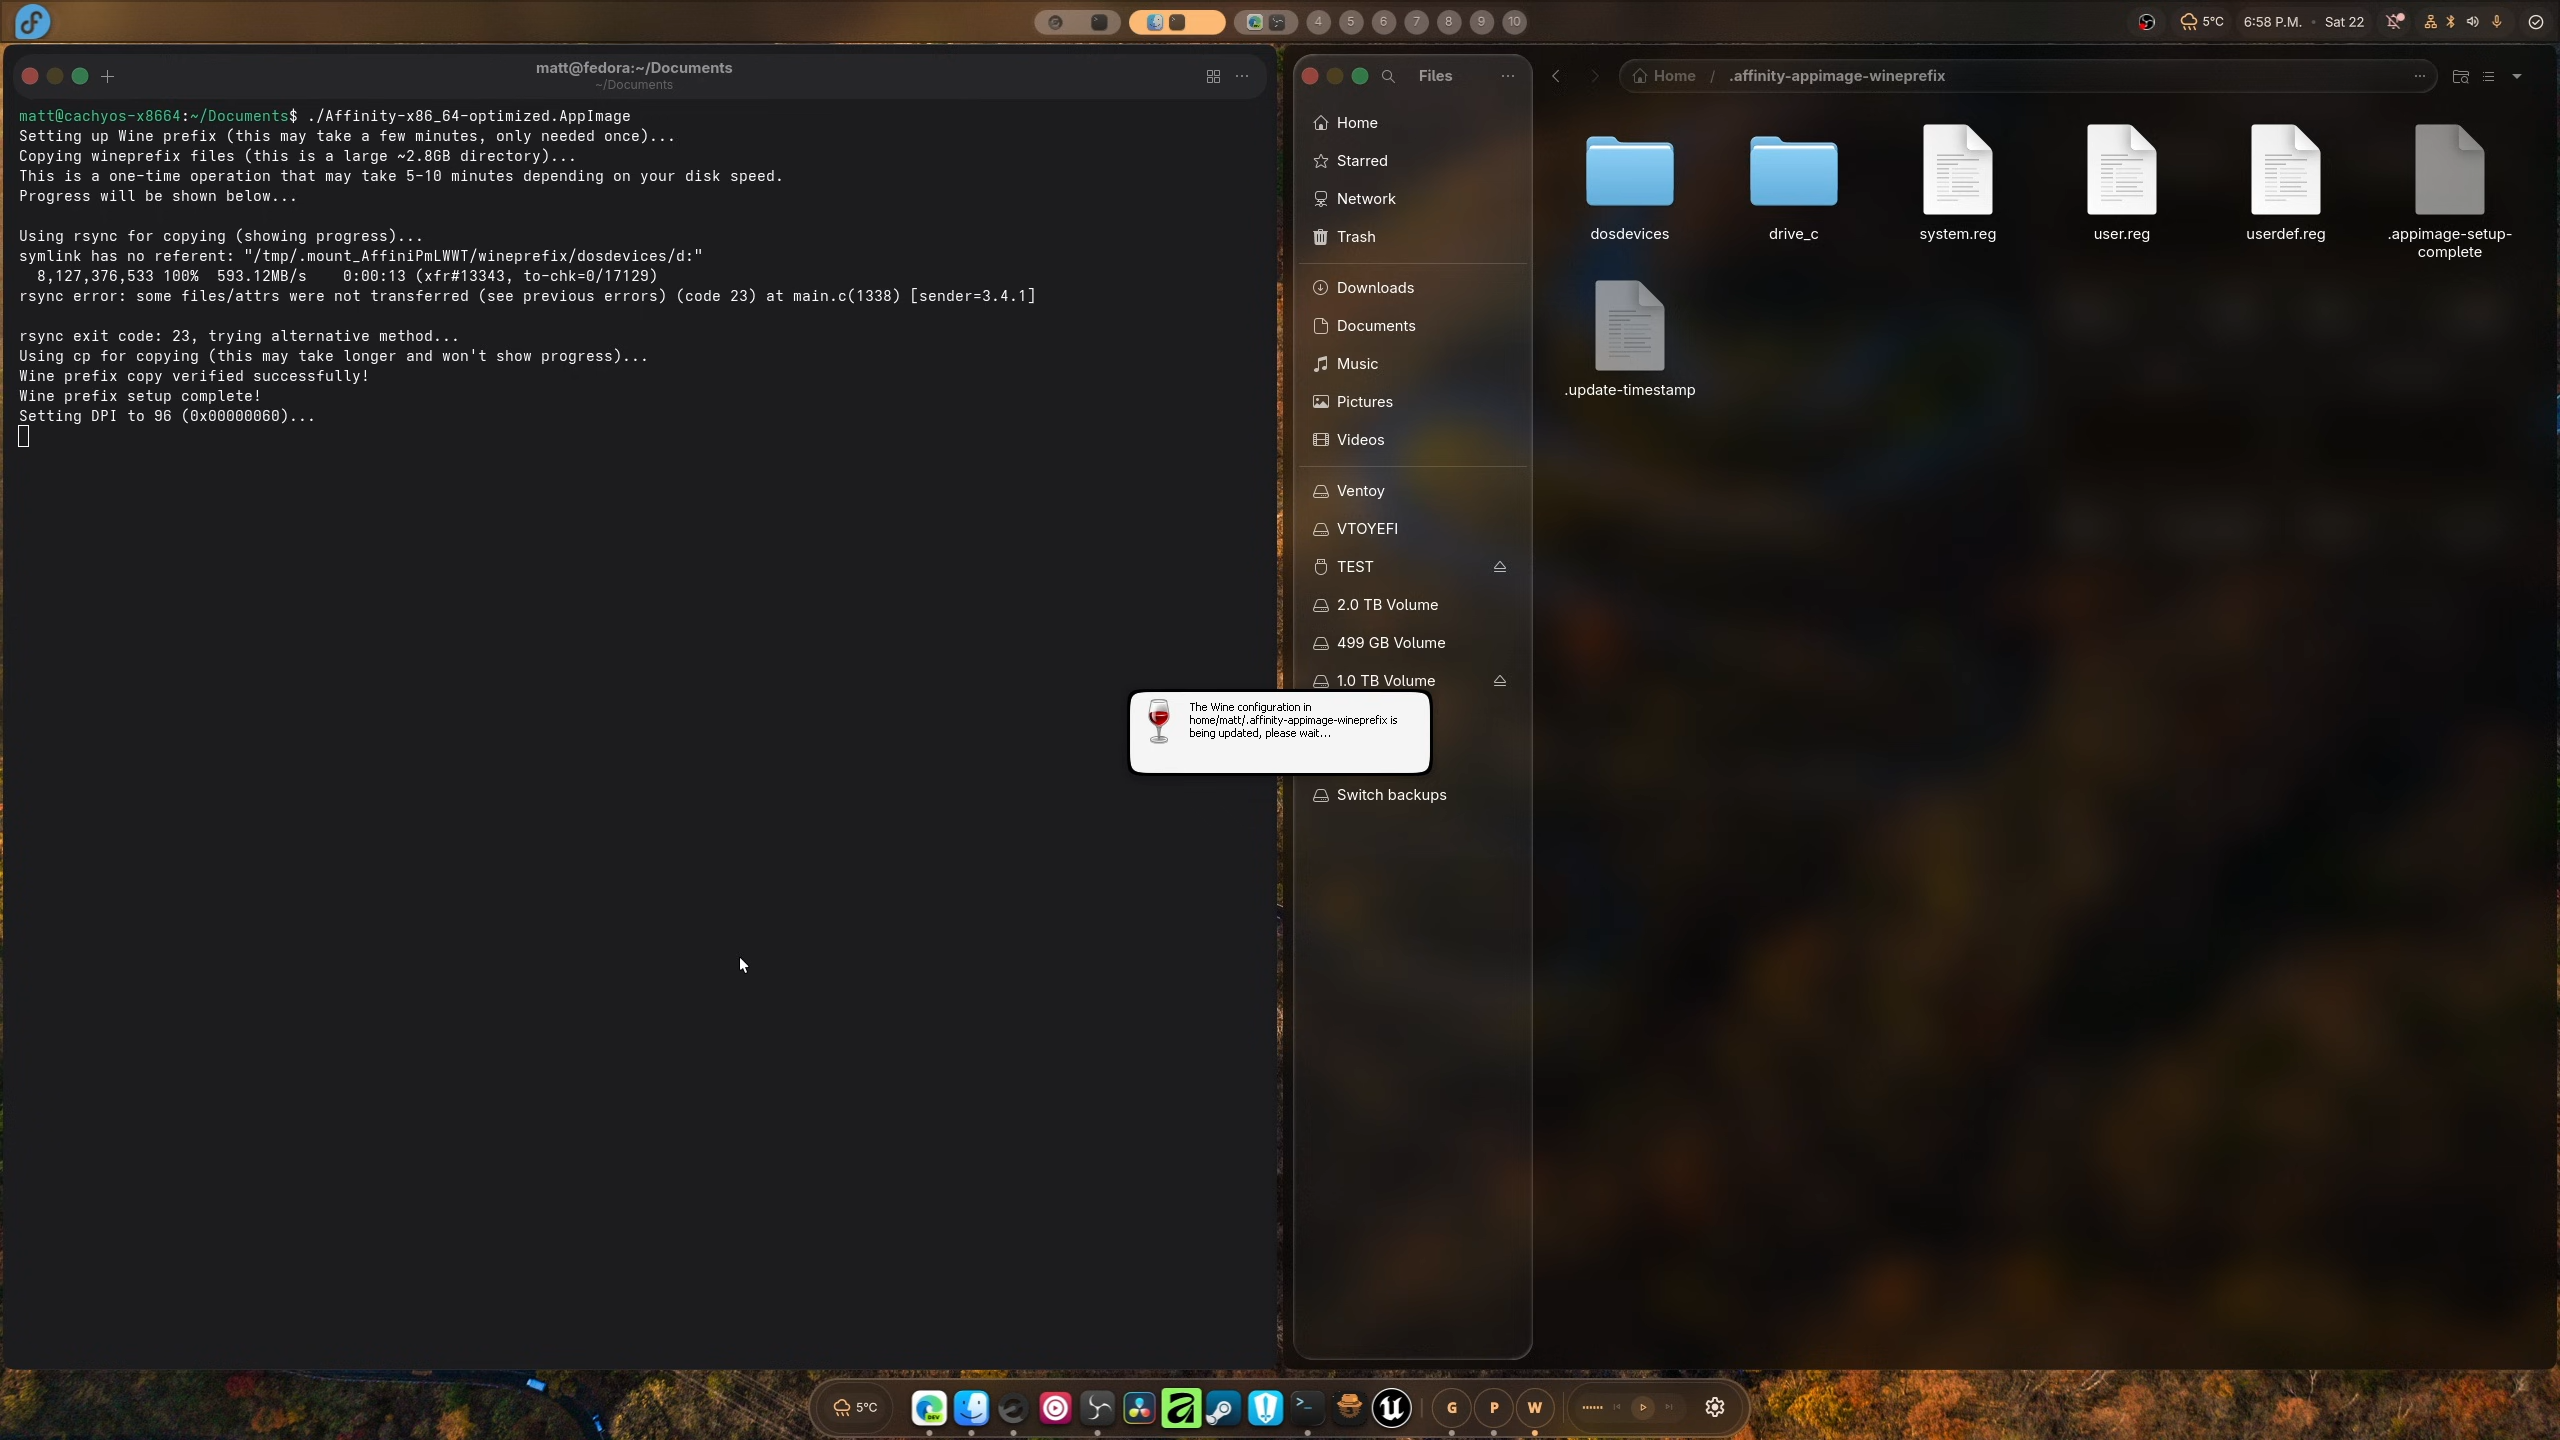 4
5
6
7
8
9
10
5°C
6:58 P.M. • Sat 22
matt@fedora:~/Documents
~/Documents
matt@cachyos-x8664:~/Documents$ ./Affinity-x86_64-optimized.AppImage
Setting up Wine prefix (this may take a few minutes, only needed once)...
Copying wineprefix files (this is a large ~2.8GB directory)...
This is a one-time operation that may take 5-10 minutes depending on your disk speed.
Progress will be shown below...
Using rsync for copying (showing progress)...
symlink has no referent: "/tmp/.mount_AffiniPmLWWT/wineprefix/dosdevices/d:"
8,127,376,533 100%  593.12MB/s    0:00:13 (xfr#13343, to-chk=0/17129)
rsync error: some files/attrs were not transferred (see previous errors) (code 23) at main.c(1338) [sender=3.4.1]
rsync exit code: 23, trying alternative method...
Using cp for copying (this may take longer and won't show progress)...
Wine prefix copy verified successfully!
Wine prefix setup complete!
Setting DPI to 96 (0x00000060)...
Files
Home
Starred
Network
Trash
Downloads
Documents
Music
Pictures
Videos
Ventoy
VTOYEFI
TEST
2.0 TB Volume
499 GB Volume
1.0 TB Volume
Switch backups
Home / .affinity-appimage-wineprefix
dosdevices
drive_c
system.reg
user.reg
userdef.reg
.appimage-setup-
complete
.update-timestamp
The Wine configuration in
home/matt/.affinity-appimage-wineprefix is
being updated, please wait...
5°C
DEV
G
P
W